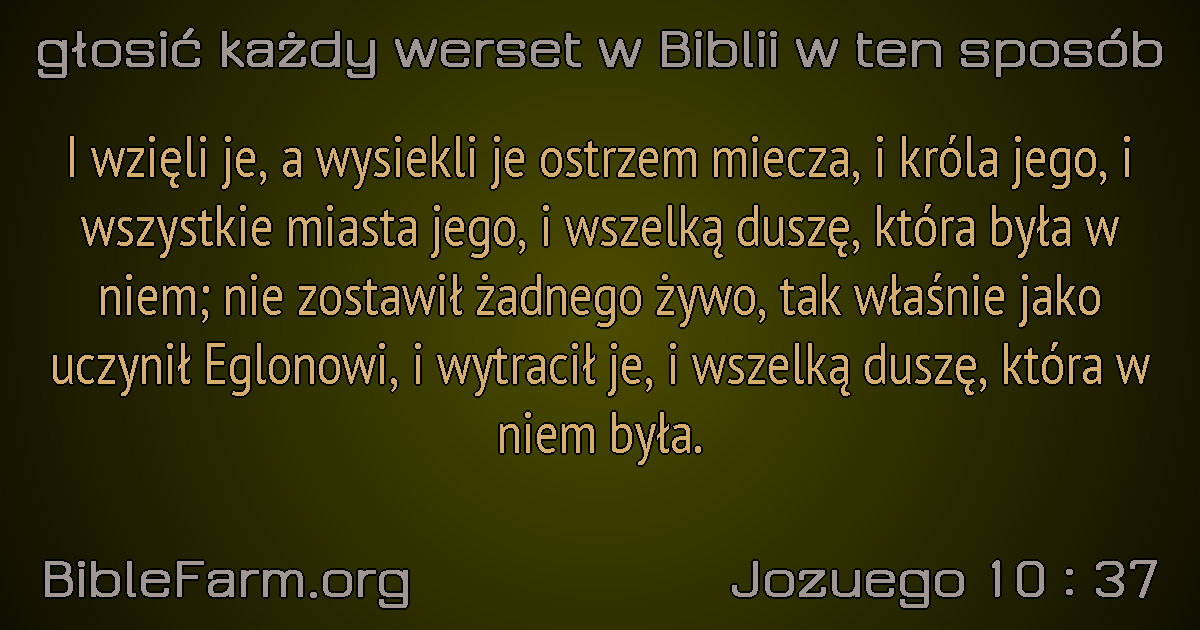 głosić każdy werset w Biblii w ten sposób
I wzięli je, a wysiekli je ostrzem miecza, i króla jego, i
wszystkie miasta jego, i wszelką duszę, która była w
niem; nie zostawił żadnego żywo, tak właśnie jako
uczynił Eglonowi, i wytracił je, i wszelką duszę, która w
niem była.
BibleFarm.org
Jozuego 10 : 37